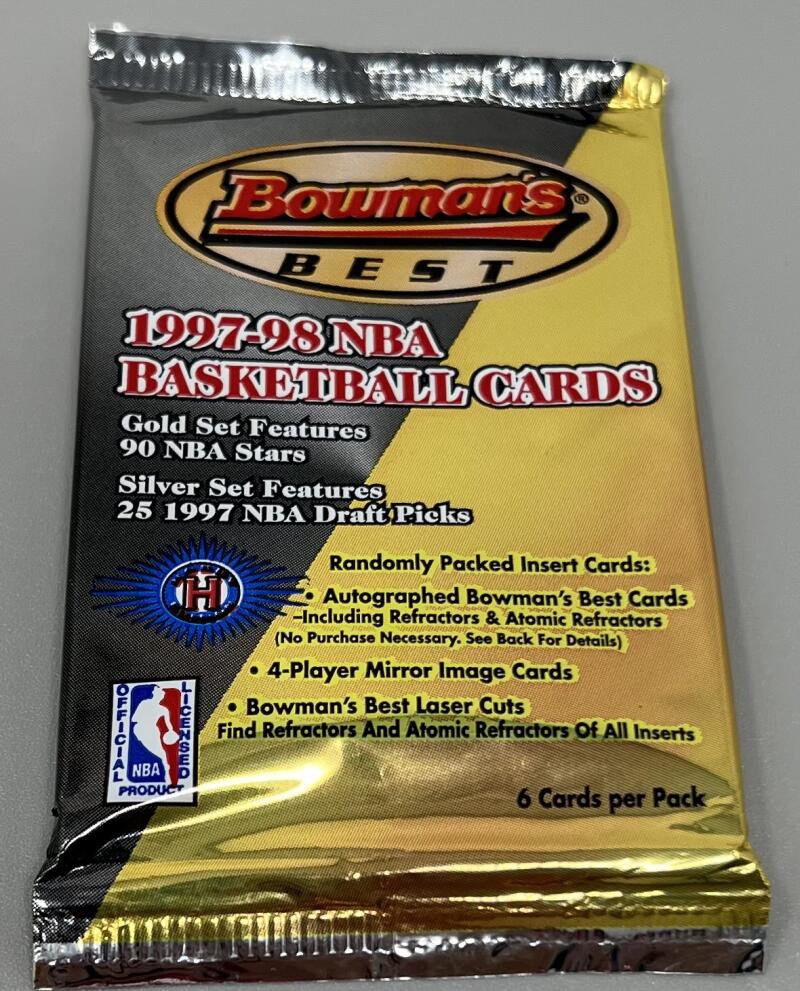 Bowman's®
BEST
1997-98 NBA
BASKETBALL CARDS
Gold Set Features
90 NBA Stars
Silver Set Features
25 1997 NBA Draft Picks
H
Randomly Packed Insert Cards:
• Autographed Bowman's Best Cards
–Including Refractors & Atomic Refractors
(No Purchase Necessary. See Back For Details)
• 4-Player Mirror Image Cards
• Bowman's Best Laser Cuts
Find Refractors And Atomic Refractors Of All Inserts
OFFICIAL
LICENSED
NBA
PRODUCT
6 Cards per Pack